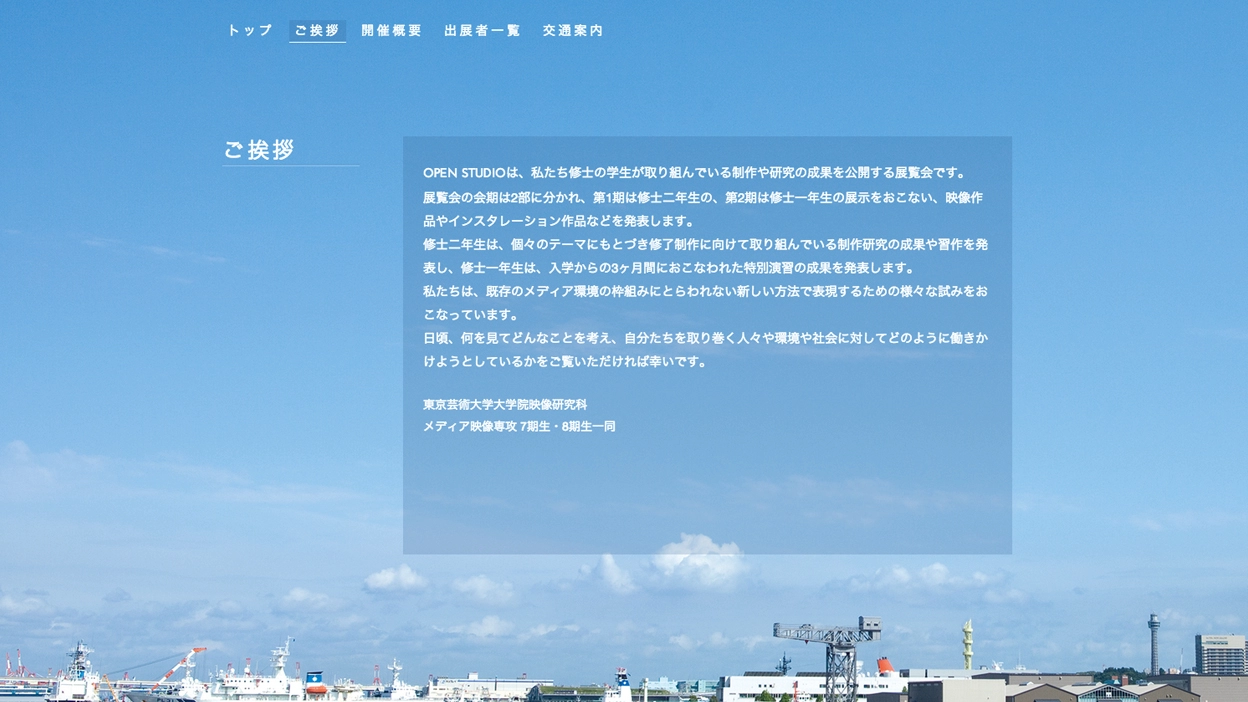 トップ ご挨拶 開催概要 出展者一覧 交通案内
ご挨拶
OPEN STUDIOは、私たち修士の学生が取り組んでいる制作や研究の成果を公開する展覧会です。
展覧会の会期は2部に分かれ、第1期は修士二年生の、第2期は修士一年生の展示をおこない、映像作
品やインスタレーション作品などを発表します。
修士二年生は、個々のテーマにもとづき修了制作に向けて取り組んでいる制作研究の成果や習作を発
表し、修士一年生は、入学からの3ヶ月間におこなわれた特別演習の成果を発表します。
私たちは、既存のメディア環境の枠組みにとらわれない新しい方法で表現するための様々な試みをお
こなっています。
日頃、何を見てどんなことを考え、自分たちを取り巻く人々や環境や社会に対してどのように働きか
けようとしているかをご覧いただければ幸いです。
東京芸術大学大学院映像研究科
メディア映像専攻 7期生・8期生一同